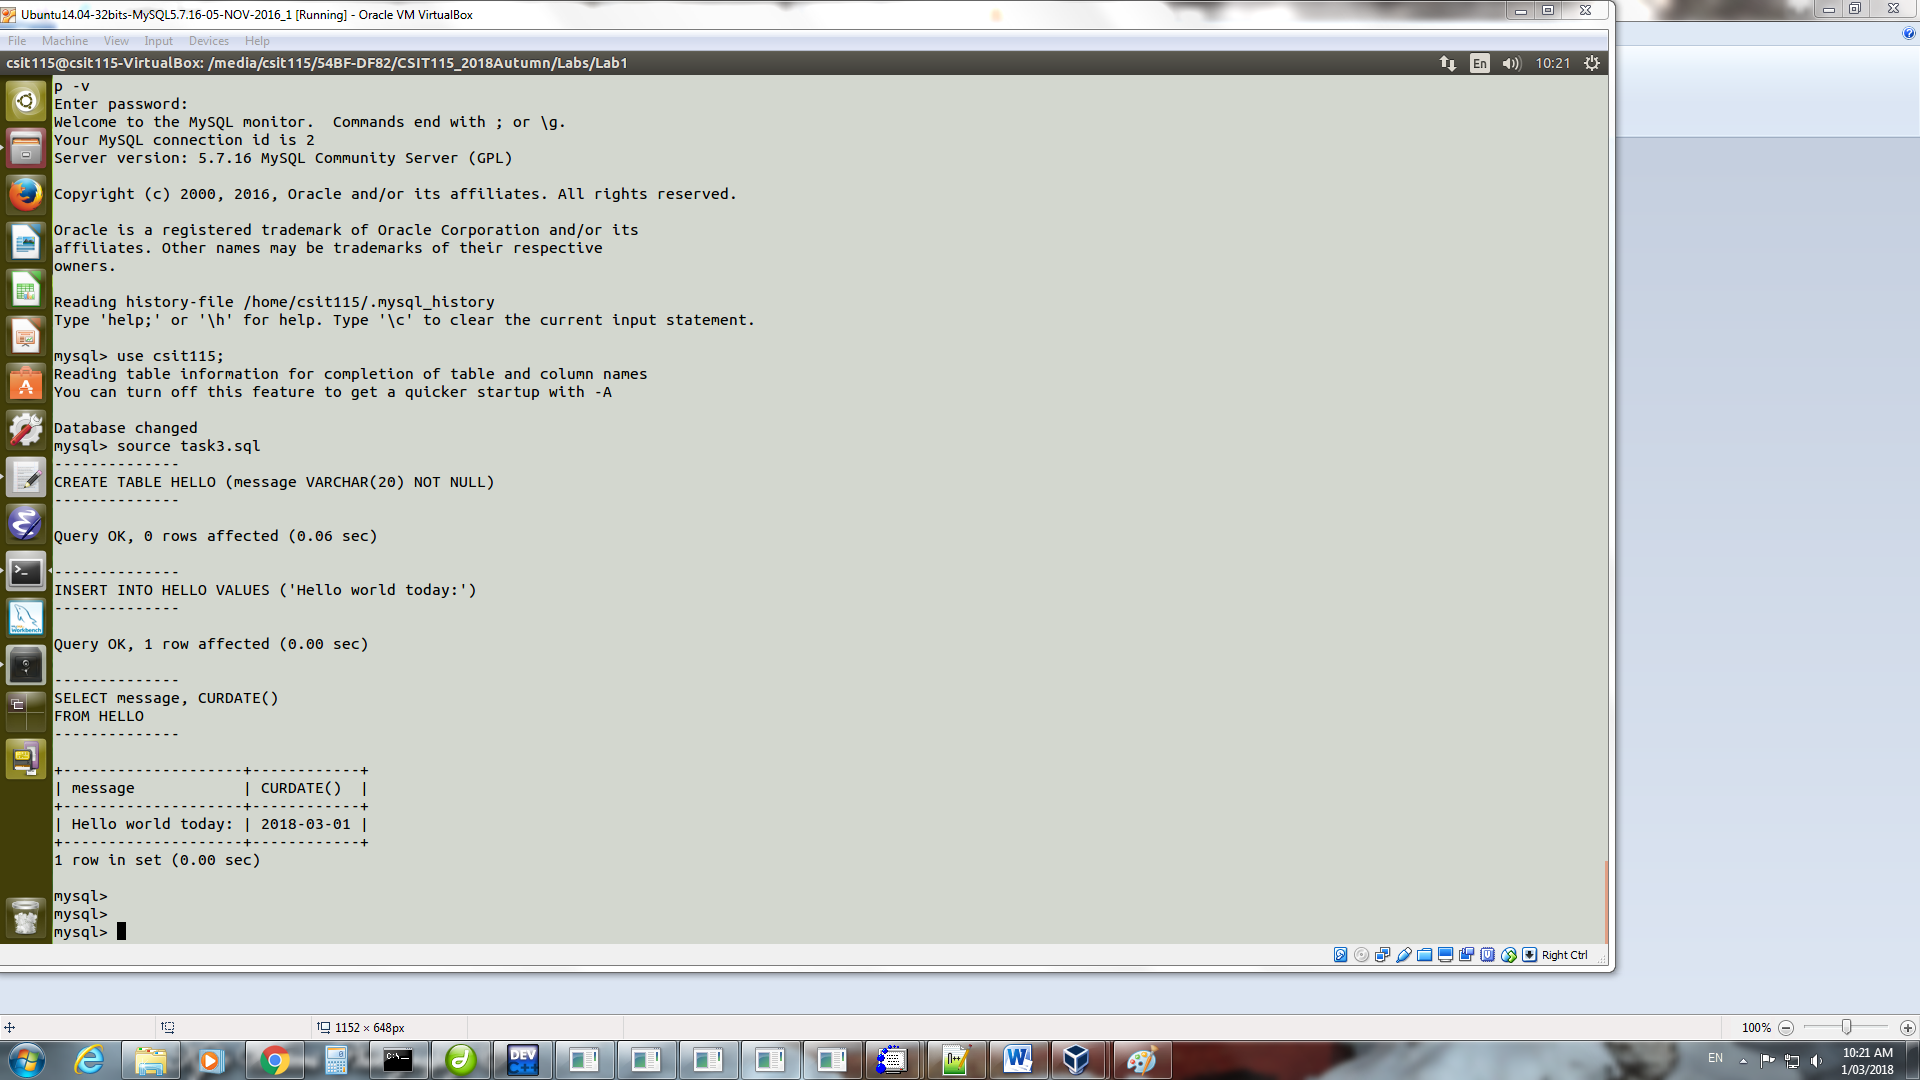 Ubuntu14.04-32bits-MySQL5.7.16-05-NOV-2016_1 [Running] - Oracle VM VirtualBox
File Machine View Input Devices Help
csit115@csit115-VirtualBox: /media/csit115/54BF-DF82/CSIT115_2018Autumn/Labs/Lab1
En
10:21
p -v
Enter password:
Welcome to the MySQL monitor.  Commands end with ; or \g.
Your MySQL connection id is 2
Server version: 5.7.16 MySQL Community Server (GPL)
Copyright (c) 2000, 2016, Oracle and/or its affiliates. All rights reserved.
Oracle is a registered trademark of Oracle Corporation and/or its
affiliates. Other names may be trademarks of their respective
owners.
Reading history-file /home/csit115/.mysql_history
Type 'help;' or '\h' for help. Type '\c' to clear the current input statement.
mysql> use csit115;
Reading table information for completion of table and column names
You can turn off this feature to get a quicker startup with -A
Database changed
mysql> source task3.sql
--------------
CREATE TABLE HELLO (message VARCHAR(20) NOT NULL)
--------------
Query OK, 0 rows affected (0.06 sec)
--------------
INSERT INTO HELLO VALUES ('Hello world today:')
--------------
Query OK, 1 row affected (0.00 sec)
--------------
SELECT message, CURDATE()
FROM HELLO
--------------
+--------------------+------------+
| message            | CURDATE()  |
+--------------------+------------+
| Hello world today: | 2018-03-01 |
+--------------------+------------+
1 row in set (0.00 sec)
mysql>
mysql>
mysql>
Right Ctrl
1152 × 648px
100%
C:\.
DEV
C++
W
EN
10:21 AM
1/03/2018